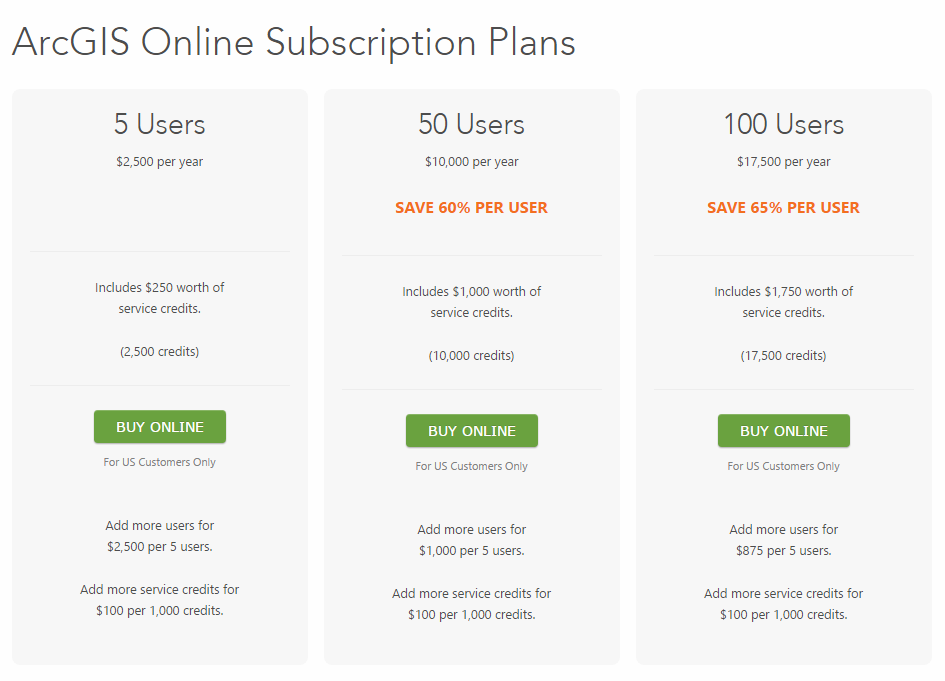 ArcGIS Online Subscription Plans
5 Users
$2,500 per year
Includes $250 worth of
service credits.
(2,500 credits)
BUY ONLINE
For US Customers Only
Add more users for
$2,500 per 5 users.
Add more service credits for
$100 per 1,000 credits.
50 Users
$10,000 per year
SAVE 60% PER USER
Includes $1,000 worth of
service credits.
(10,000 credits)
BUY ONLINE
For US Customers Only
Add more users for
$1,000 per 5 users.
Add more service credits for
$100 per 1,000 credits.
100 Users
$17,500 per year
SAVE 65% PER USER
Includes $1,750 worth of
service credits.
(17,500 credits)
BUY ONLINE
For US Customers Only
Add more users for
$875 per 5 users.
Add more service credits for
$100 per 1,000 credits.